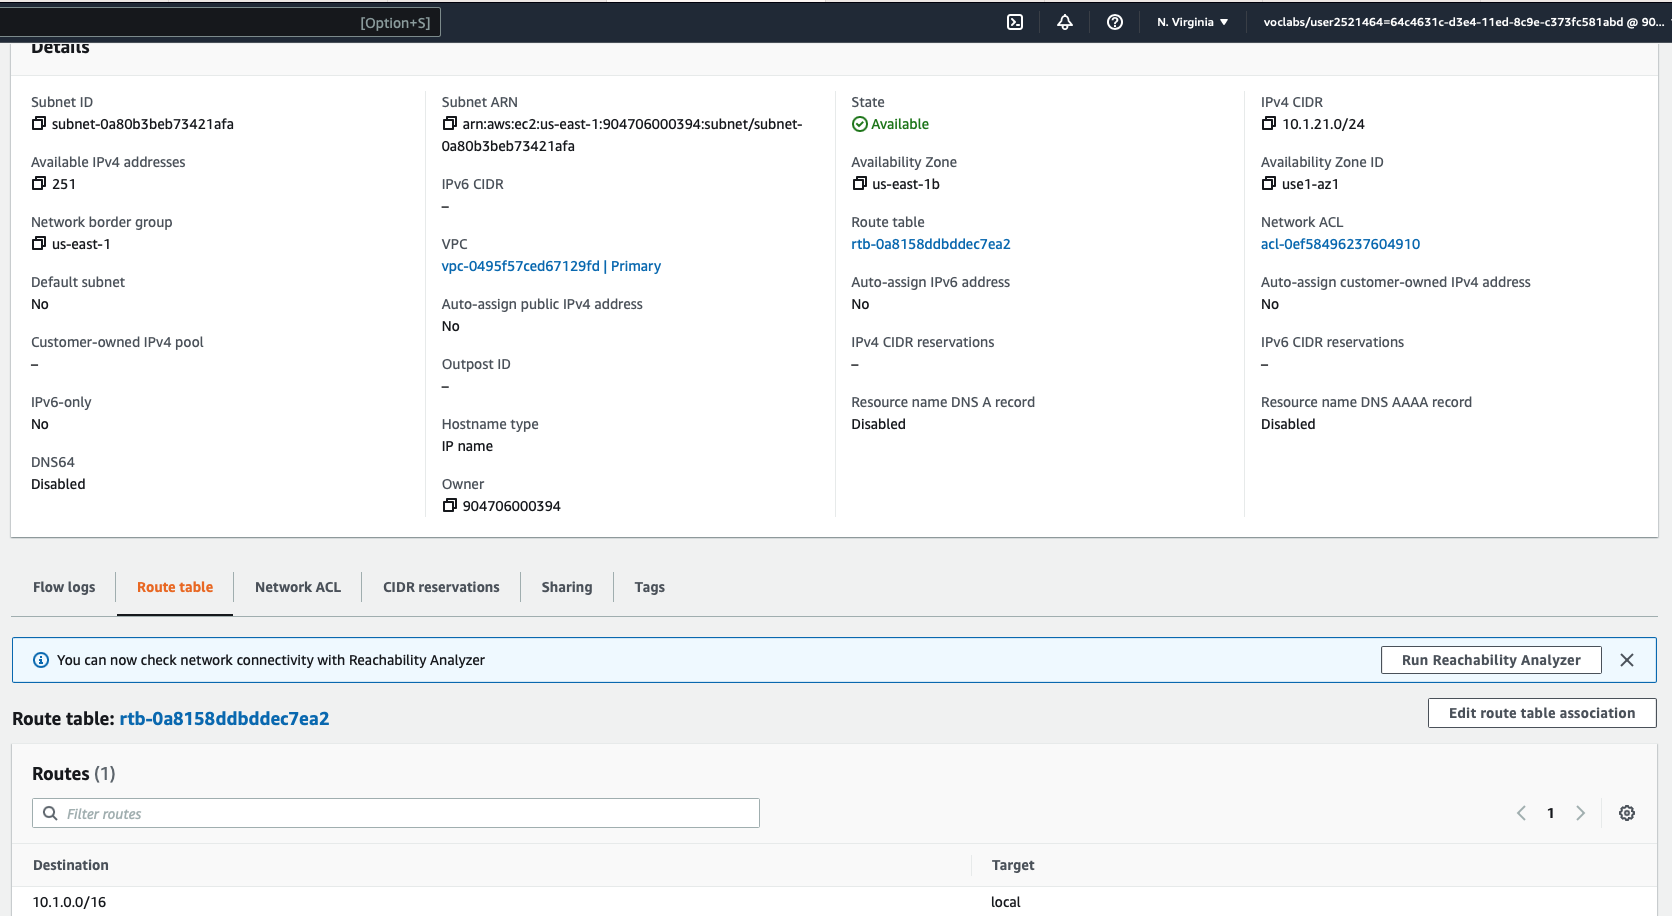 [Option+S]
N. Virginia ▼
voclabs/user2521464=64c4631c-d3e4-11ed-8c9e-c373fc581abd @ 90...
Details
Subnet ID
subnet-0a80b3beb73421afa
Available IPv4 addresses
251
Network border group
us-east-1
Default subnet
No
Customer-owned IPv4 pool
–
IPv6-only
No
DNS64
Disabled
Subnet ARN
arn:aws:ec2:us-east-1:904706000394:subnet/subnet-
0a80b3beb73421afa
IPv6 CIDR
–
VPC
vpc-0495f57ced67129fd | Primary
Auto-assign public IPv4 address
No
Outpost ID
–
Hostname type
IP name
Owner
904706000394
State
Available
Availability Zone
us-east-1b
Route table
rtb-0a8158ddbddec7ea2
Auto-assign IPv6 address
No
IPv4 CIDR reservations
–
Resource name DNS A record
Disabled
IPv4 CIDR
10.1.21.0/24
Availability Zone ID
use1-az1
Network ACL
acl-0ef58496237604910
Auto-assign customer-owned IPv4 address
No
IPv6 CIDR reservations
–
Resource name DNS AAAA record
Disabled
Flow logs
Route table
Network ACL
CIDR reservations
Sharing
Tags
You can now check network connectivity with Reachability Analyzer
Run Reachability Analyzer
Route table: rtb-0a8158ddbddec7ea2
Edit route table association
Routes (1)
Filter routes
1
Destination
Target
10.1.0.0/16
local